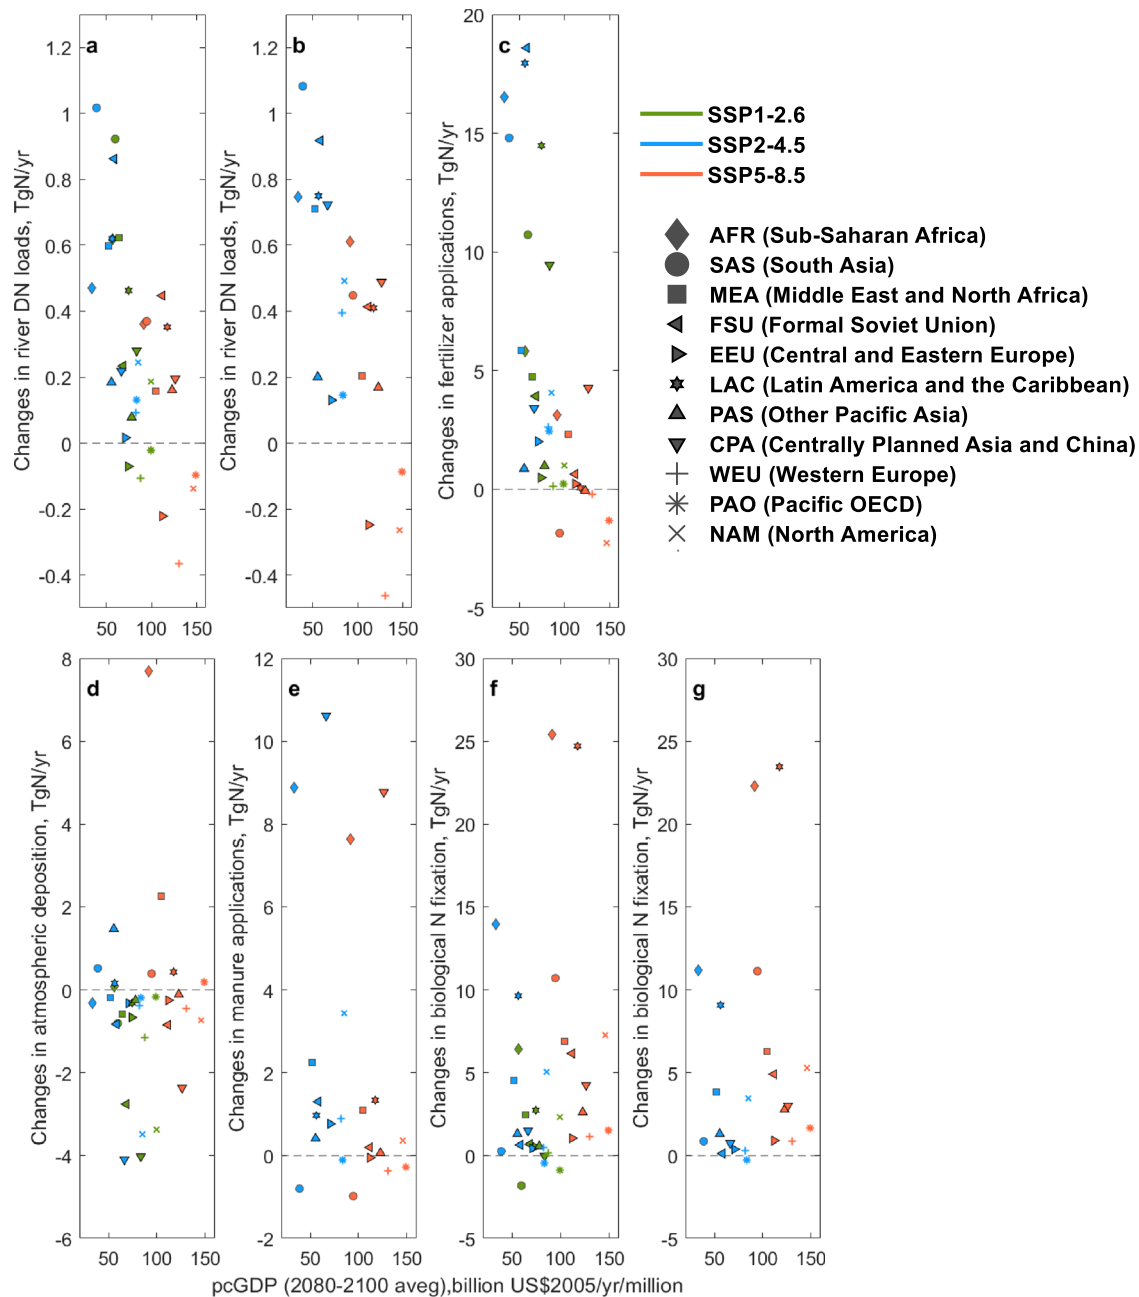 a
b
c
1.2
1
0.8
0.6
0.4
0.2
0
-0.2
-0.4
50
100
150
Changes in river DN loads, TgN/yr
1.2
1
0.8
0.6
0.4
0.2
0
-0.2
-0.4
50
100
150
Changes in river DN loads, TgN/yr
20
15
10
5
0
-5
50
100
150
Changes in fertilizer applications, TgN/yr
SSP1-2.6
SSP2-4.5
SSP5-8.5
AFR (Sub-Saharan Africa)
SAS (South Asia)
MEA (Middle East and North Africa)
FSU (Formal Soviet Union)
EEU (Central and Eastern Europe)
LAC (Latin America and the Caribbean)
PAS (Other Pacific Asia)
CPA (Centrally Planned Asia and China)
WEU (Western Europe)
PAO (Pacific OECD)
NAM (North America)
d
e
f
g
8
6
4
2
0
-2
-4
-6
50
100
150
Changes in atmospheric deposition, TgN/yr
12
10
8
6
4
2
0
-2
50
100
150
Changes in manure applications, TgN/yr
30
25
20
15
10
5
0
-5
50
100
150
Changes in biological N fixation, TgN/yr
30
25
20
15
10
5
0
-5
50
100
150
Changes in biological N fixation, TgN/yr
pcGDP (2080-2100 aveg),billion US$2005/yr/million